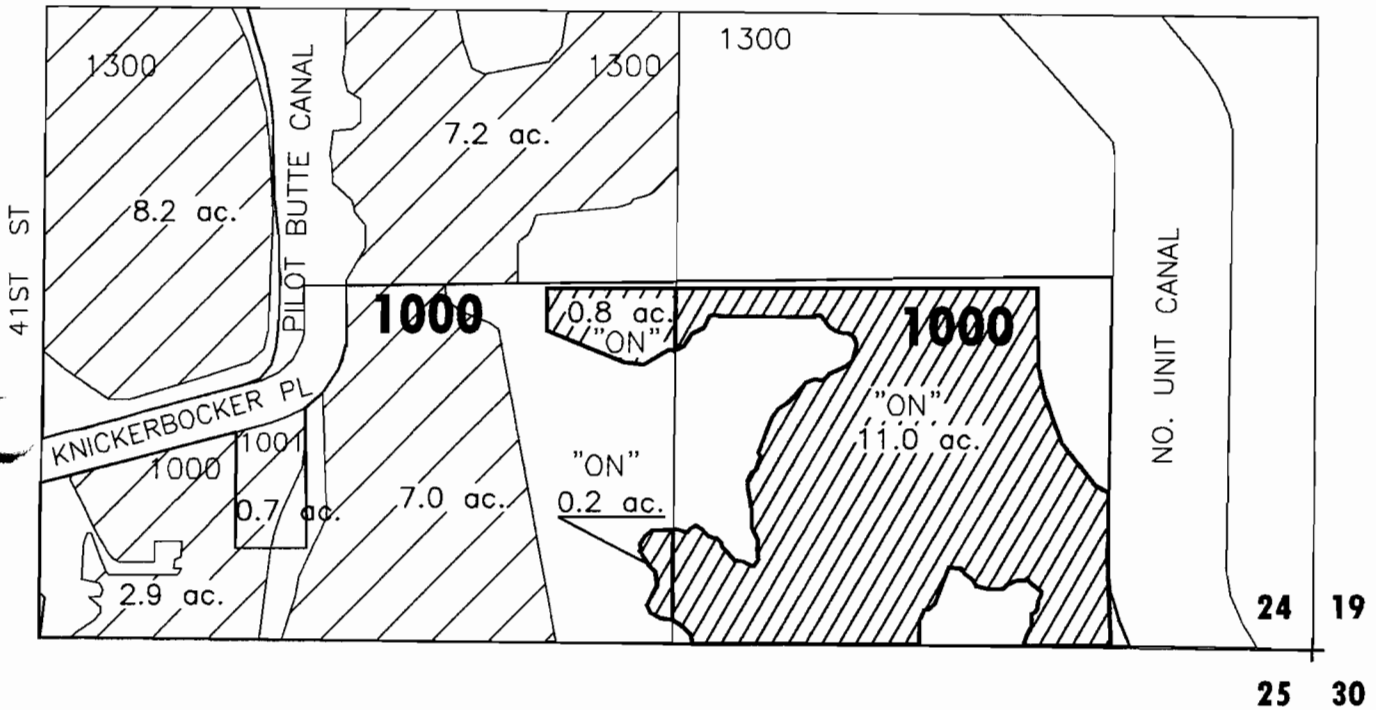 1300
1300
1300
7.2 ac.
8.2 ac.
PILOT BUTTE CANAL
41ST ST
NO. UNIT CANAL
1000
0.8 ac.
"ON"
1000
"ON"
11.0 ac.
KNICKERBOCKER PL
1001
1000
0.7 ac.
7.0 ac.
"ON"
0.2 ac.
2.9 ac.
24 19
25 30